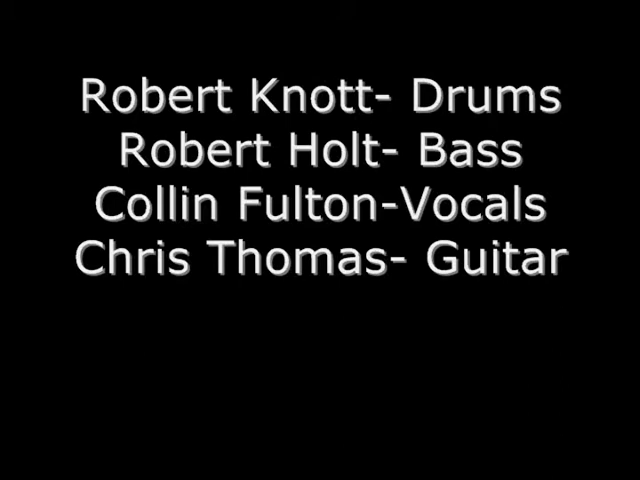 Robert Knott- Drums
Robert Holt- Bass
Collin Fulton-Vocals
Chris Thomas- Guitar